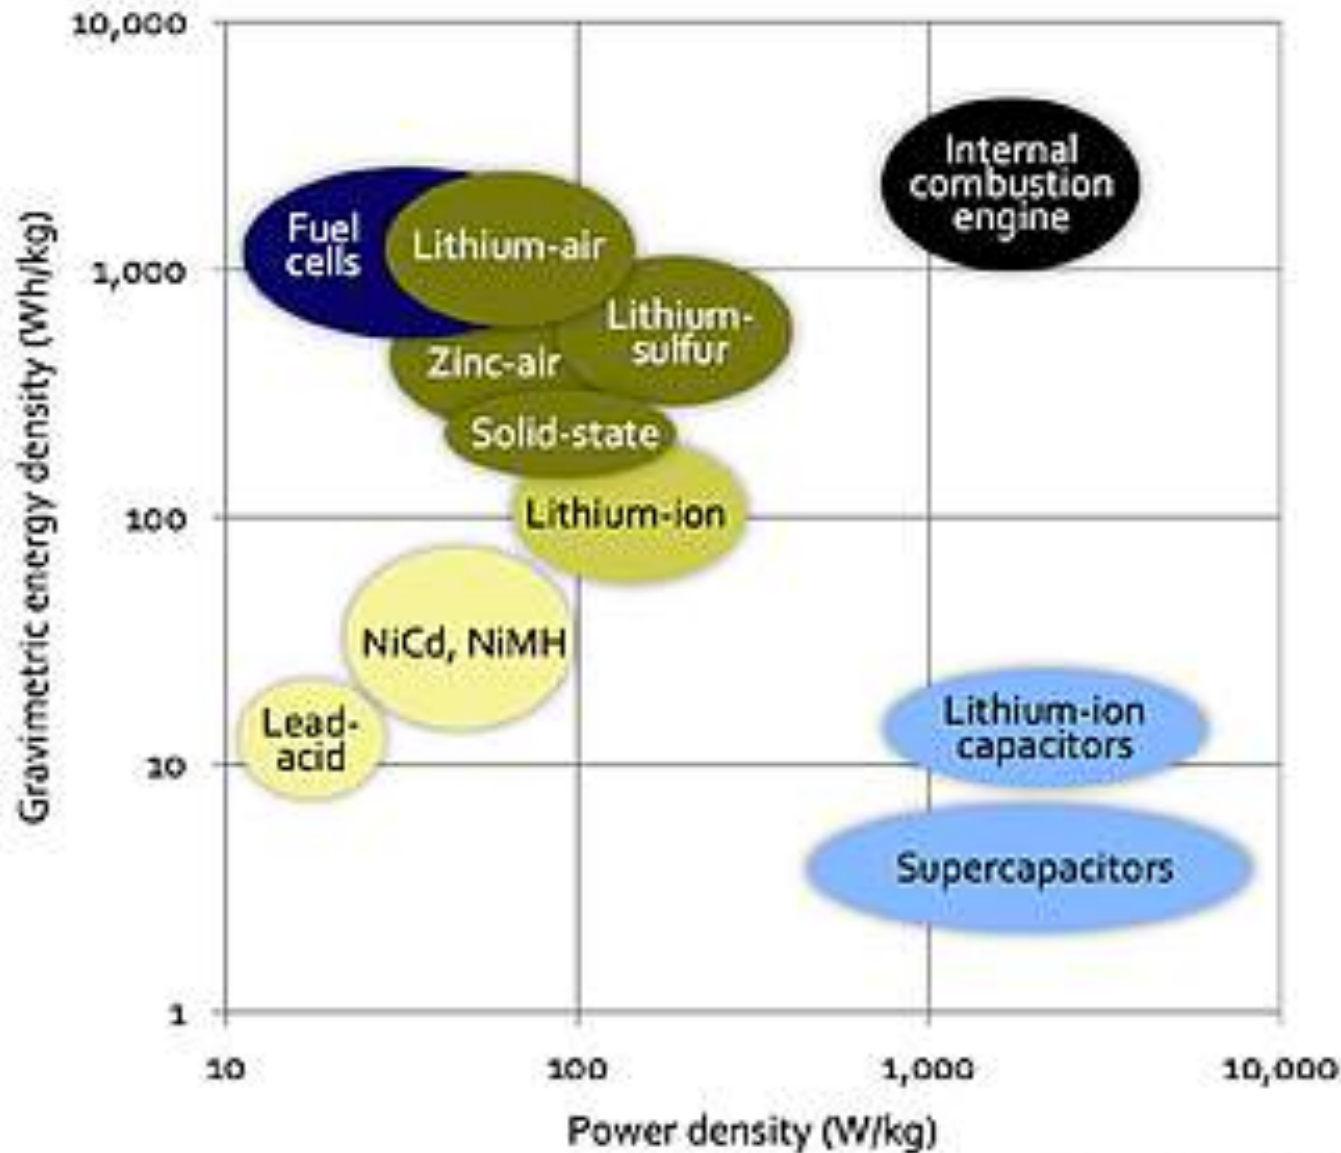 10,000
1,000
100
10
1
Gravimetric energy density (Wh/kg)
Internal
combustion
engine
Fuel
cells
Lithium-air
Lithium-
sulfur
Zinc-air
Solid-state
Lithium-ion
NiCd, NiMH
Lead-
acid
Lithium-ion
capacitors
Supercapacitors
10
100
1,000
10,000
Power density (W/kg)